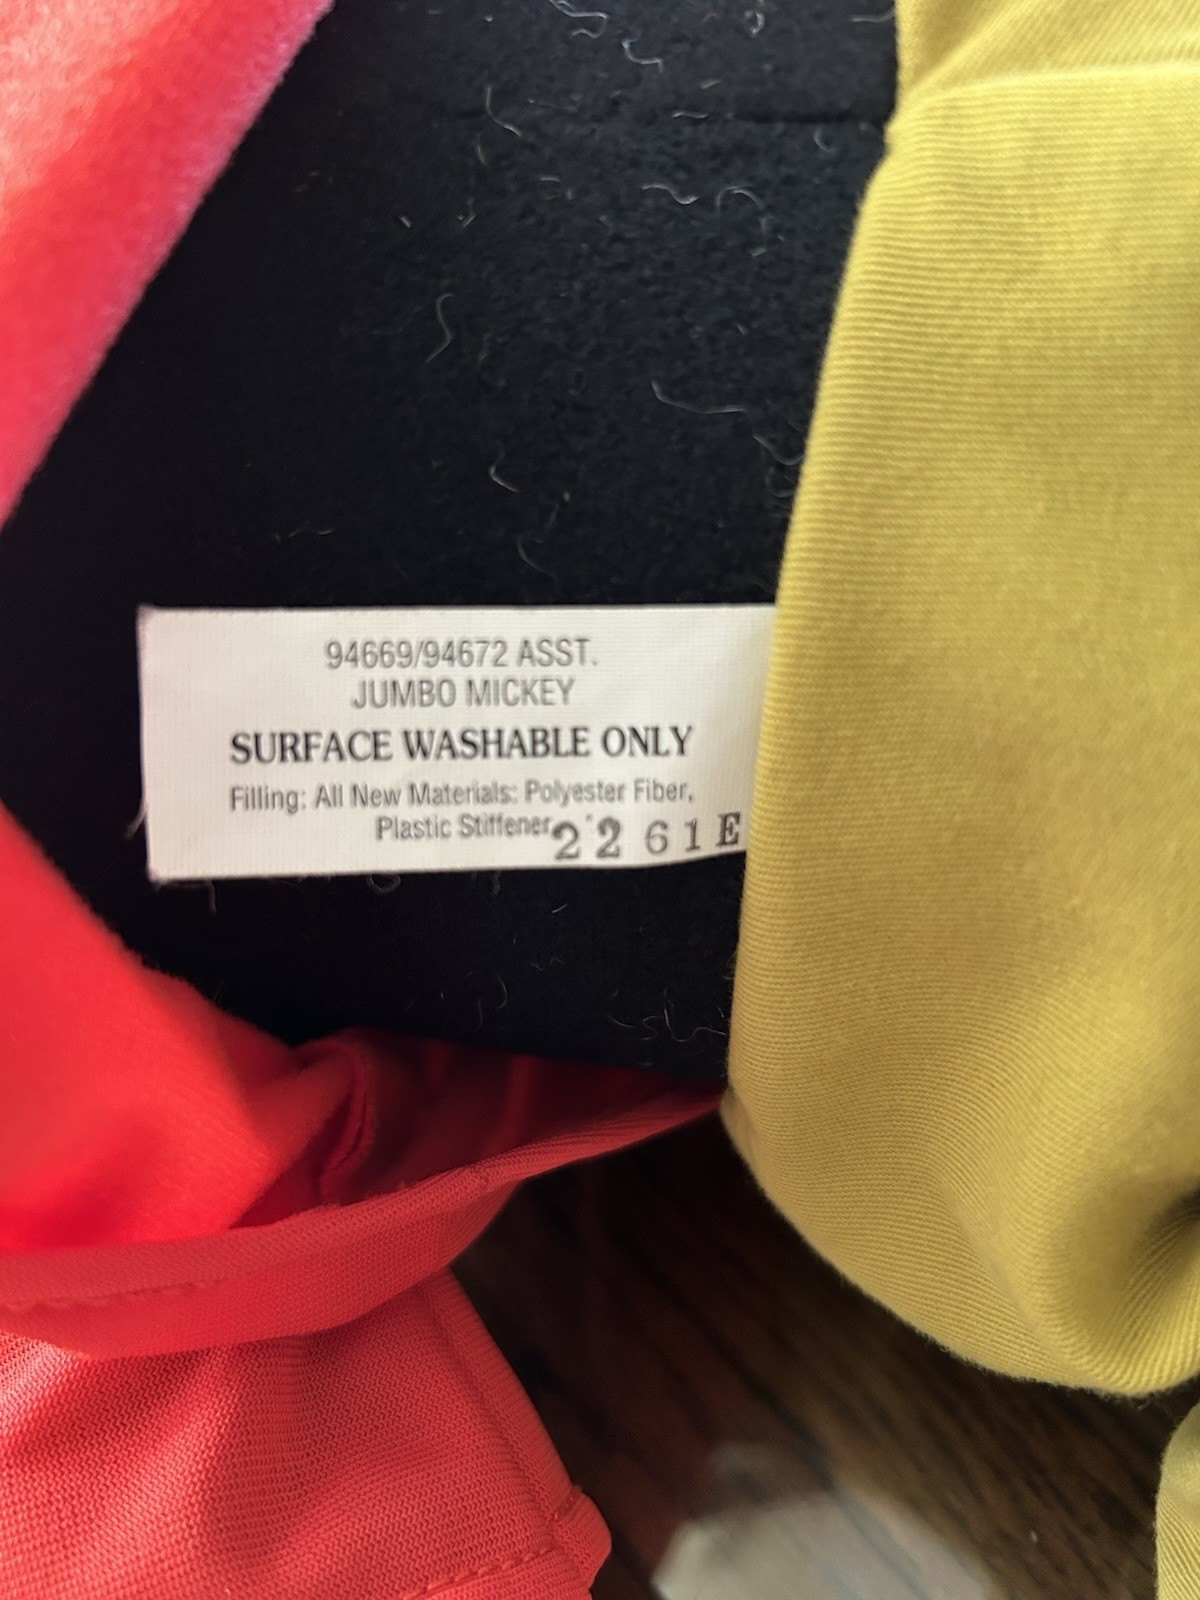 94669/94672 ASST.
JUMBO MICKEY
SURFACE WASHABLE ONLY
Filling: All New Materials: Polyester Fiber,
Plastic Stiffener
2261E